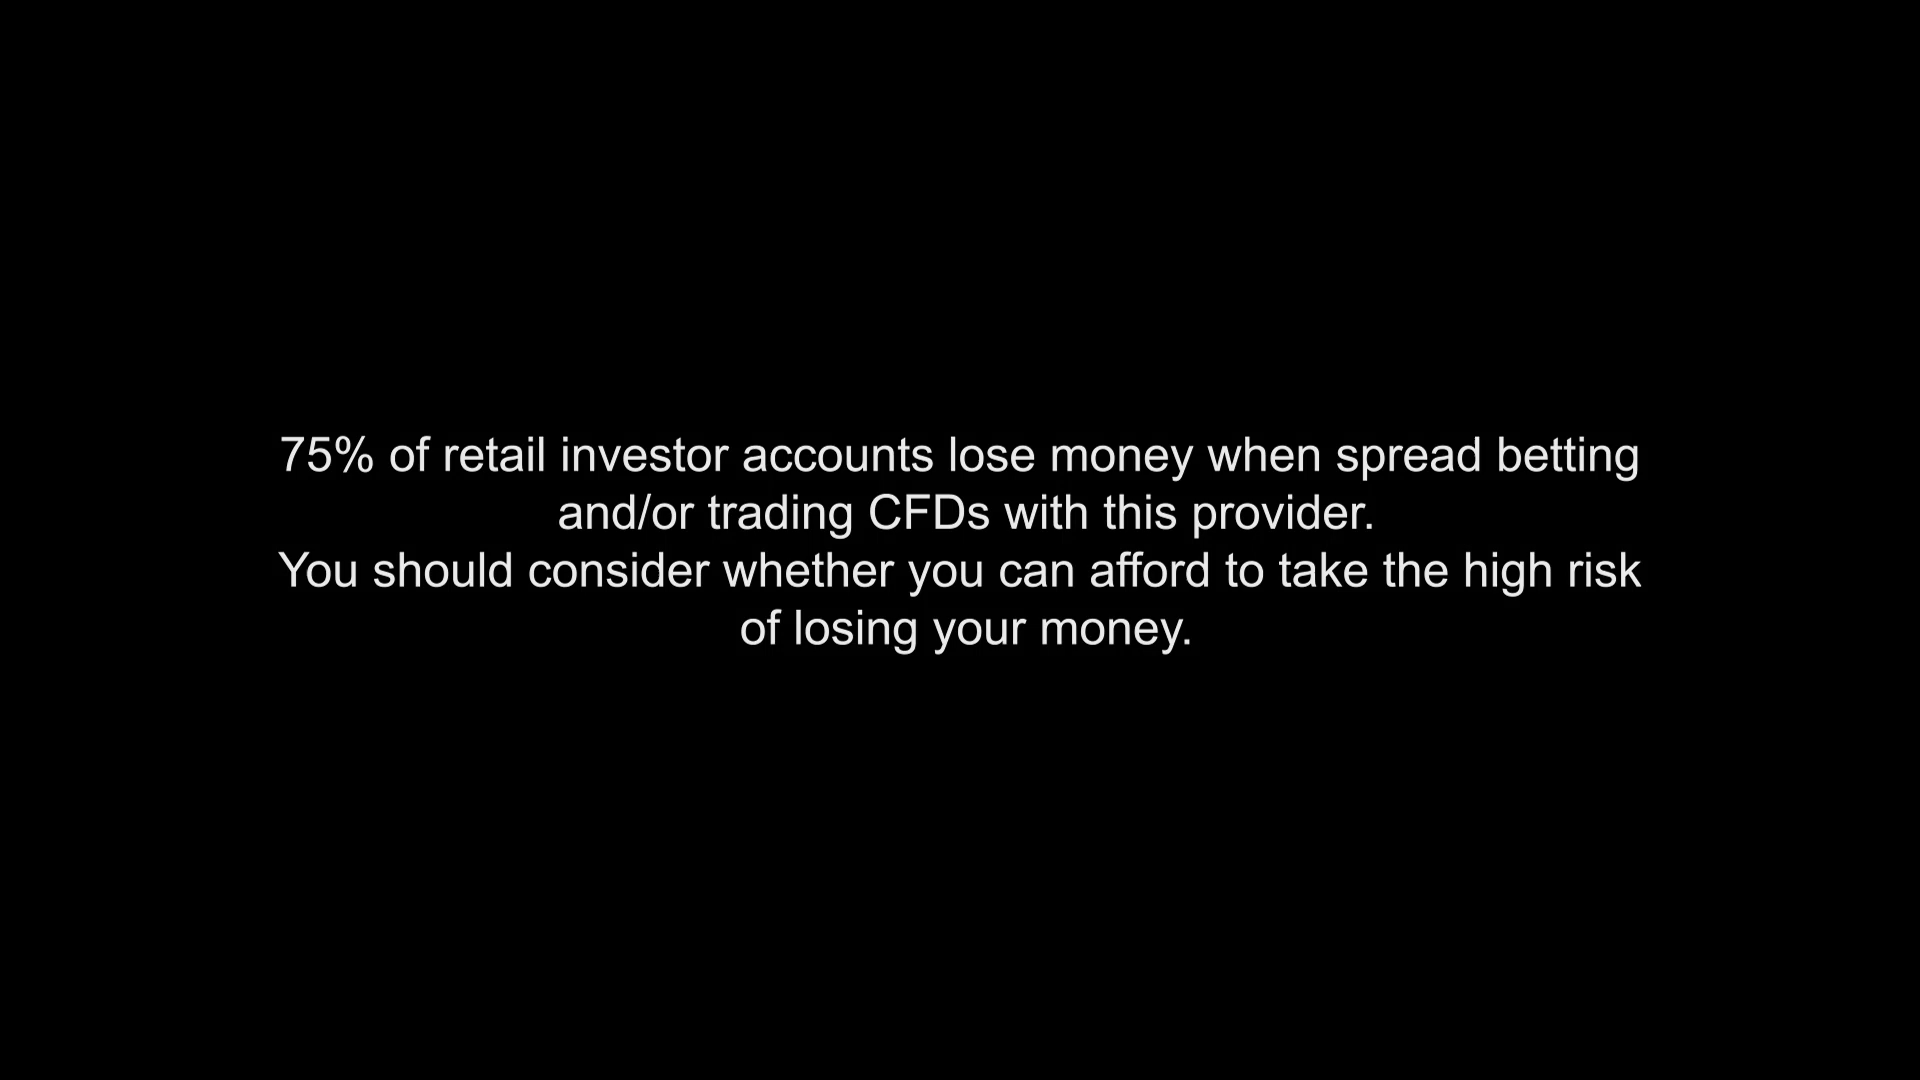 75% of retail investor accounts lose money when spread betting
and/or trading CFDs with this provider.
You should consider whether you can afford to take the high risk
of losing your money.